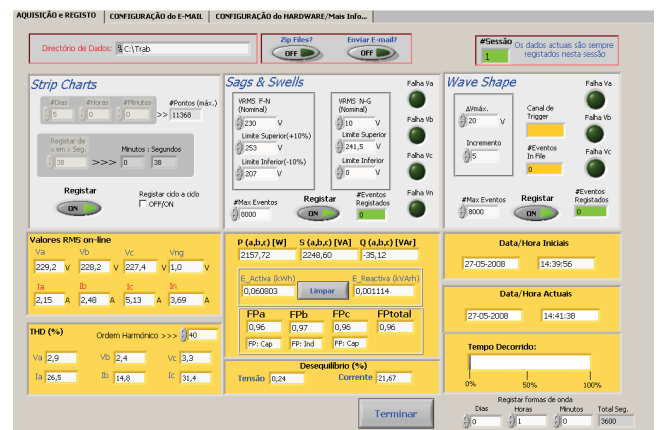 AQUISIÇÃO e REGISTO CONFIGURAÇÃO do E-MAIL CONFIGURAÇÃO do HARDWARE/Mais Info...
Directório de Dados: C:\Trab
Zip Files? Enviar E-mail?
OFF OFF
#Sessão
1
Os dados actuais são sempre
registados nesta sessão
Strip Charts
#Dias #Horas #Minutos #Pontos (máx.)
5 0 0 >> 11368
Registar de
x em x Seg.
Minutos : Segundos
38 >>> 0 38
Registar
Registar ciclo a ciclo
ON
OFF/ON
Sags & Swells
VRMS F-N
(Nominal)
230 V
Limite Superior(+10%)
253 V
Limite Inferior(-10%)
207 V
VRMS N-G
(Nominal)
10 V
Limite Superior
241,5 V
Limite Inferior
0 V
Falha Va
Falha Vb
Falha Vc
Falha Vn
#Max Eventos
8000
Registar
ON
#Eventos
Registados
0
Wave Shape
ΔVmáx.
20 V
Incremento
5
Canal de
Trigger
#Eventos
In File
0
Falha Va
Falha Vb
Falha Vc
#Max Eventos
8000
Registar
ON
#Eventos
Registados
0
Valores RMS on-line
Va Vb Vc Vng
229,2 V 228,2 V 227,4 V 1,0 V
Ia Ib Ic In
2,15 A 2,48 A 5,13 A 3,69 A
THD (%)
Ordem Harmónico >>> 40
Va 2,9 Vb 2,4 Vc 3,3
Ia 26,5 Ib 14,8 Ic 31,4
P (a,b,c) [W] S (a,b,c) [VA] Q (a,b,c) [VAr]
2157,72 2248,60 -35,12
E_Activa (kWh) E_Reactiva (kVArh)
0,060803 Limpar 0,001114
FPa FPb FPc FPtotal
0,96 0,97 0,96 0,96
FP: Cap FP: Ind FP: Cap
Desequilíbrio (%)
Tensão 0,24 Corrente 21,67
Terminar
Data/Hora Iniciais
27-05-2008 14:39:56
Data/Hora Actuais
27-05-2008 14:41:38
Tempo Decorrido:
0% 50% 100%
Registar formas de onda
Dias Horas Minutos Total Seg.
0 1 0 3600